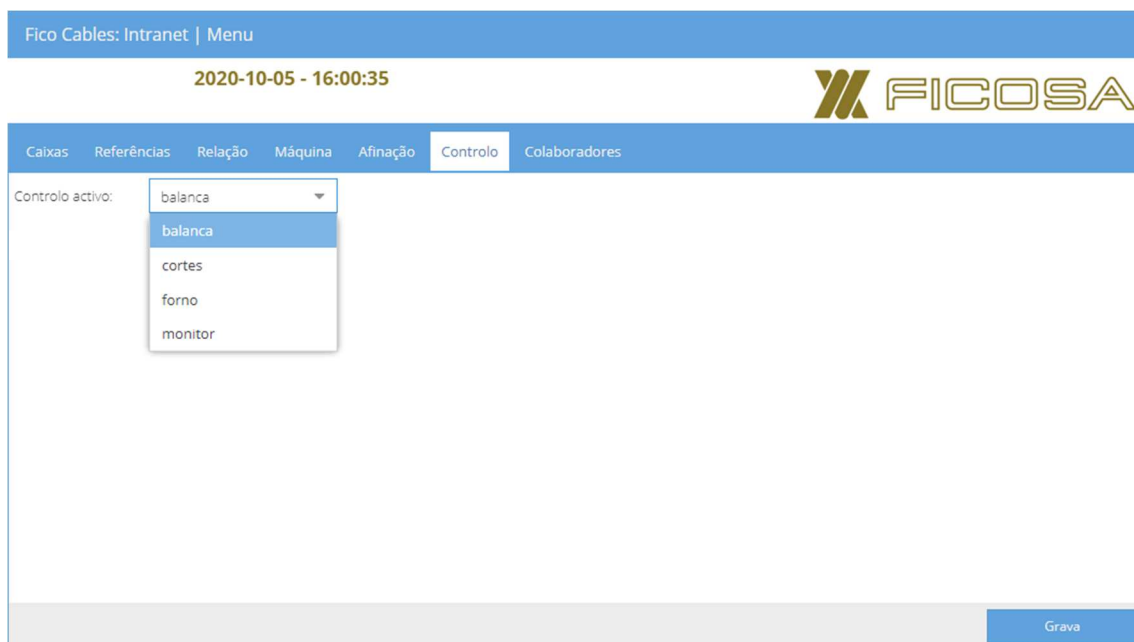 Fico Cables: Intranet | Menu
2020-10-05 - 16:00:35
FICOSA
Caixas Referências Relação Máquina Afinação Controlo Colaboradores
Controlo activo: balanca
balanca
cortes
forno
monitor
Grava